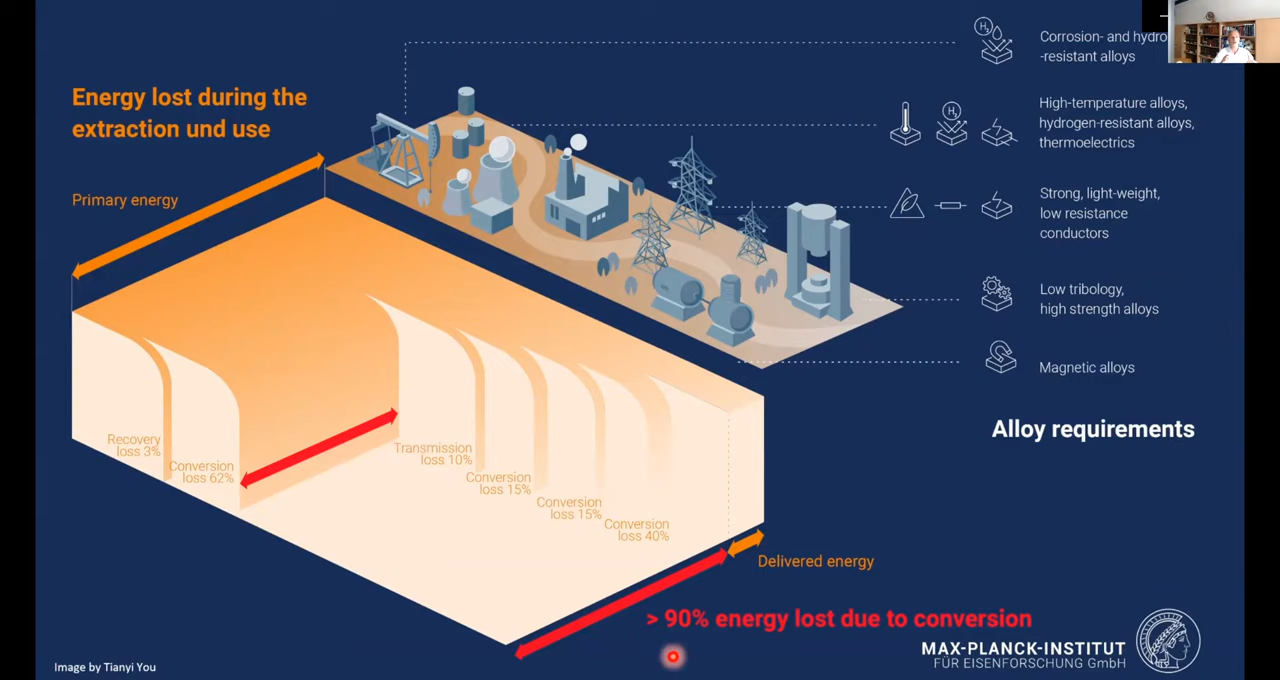 Energy lost during the
extraction und use
Primary energy
Recovery
loss 3%
Conversion
loss 62%
Transmission
loss 10%
Conversion
loss 15%
Conversion
loss 15%
Conversion
loss 40%
Delivered energy
> 90% energy lost due to conversion
H₂
Corrosion- and hydro
-resistant alloys
H₂
High-temperature alloys,
hydrogen-resistant alloys,
thermoelectrics
Strong, light-weight,
low resistance
conductors
Low tribology,
high strength alloys
Magnetic alloys
Alloy requirements
MAX-PLANCK-INSTITUT
FÜR EISENFORSCHUNG GmbH
Image by Tianyi You